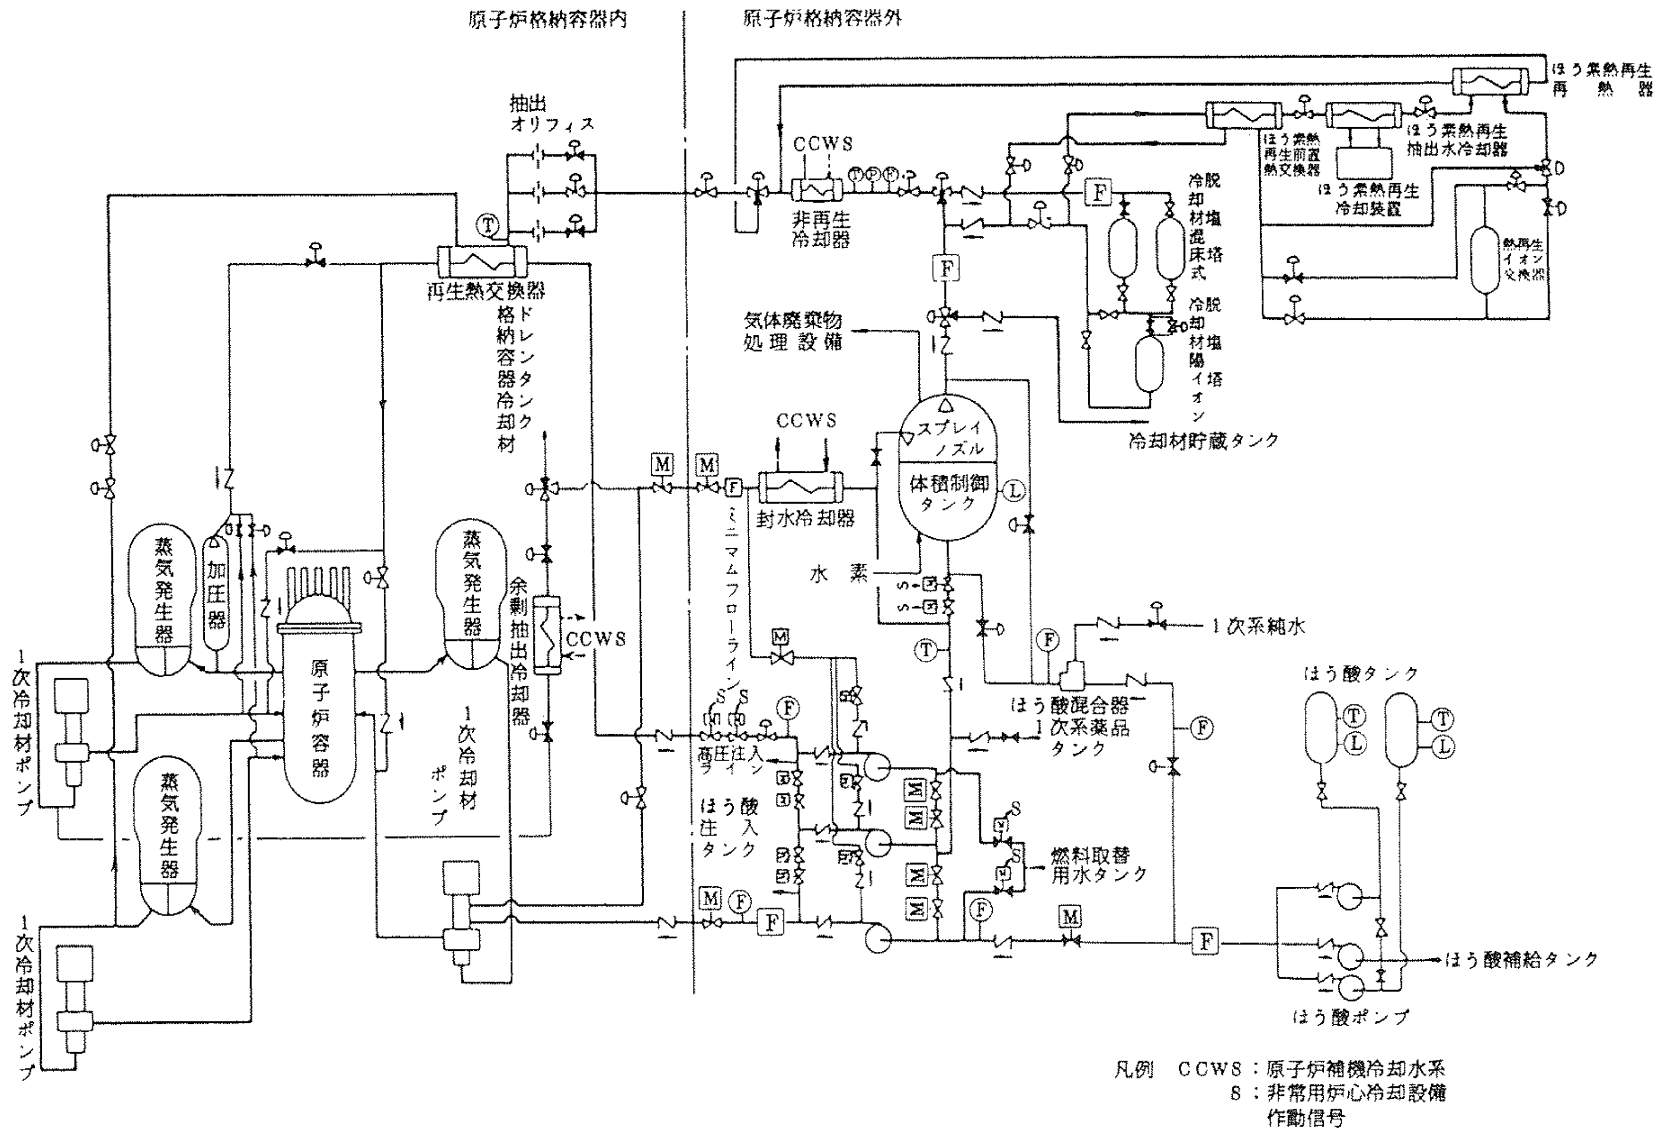 原子炉格納容器内
原子炉格納容器外
ほう素熱再生
再熱器
抽出
オリフィス
CCWS
ほう素熱
再生前置
熱交換器
ほう素熱再生
抽出水冷却器
ほう素熱再生
冷却装置
T
P
F
非再生
冷却器
F
冷却材混床式
脱塩塔
熱再生
イオン
交換器
T
再生熱交換器
F
格納容器冷却材
ドレンタンク
気体廃棄物
処理設備
冷却材陽イオン
脱塩塔
冷却材貯蔵タンク
CCWS
スプレイ
ノズル
体積制御
タンク
L
M
M
F
封水冷却器
ミニマムフローライン
水素
S
S
蒸気発生器
加圧器
蒸気発生器
余剰抽出冷却器
CCWS
原子炉容器
M
T
F
1次系純水
ほう酸混合器
1次系薬品
タンク
F
ほう酸タンク
T
L
T
L
1次冷却材ポンプ
1次冷却材
ポンプ
S
S
F
高圧注入
ライン
蒸気発生器
ほう酸
注入
タンク
M
M
M
M
S
S
燃料取替
用水タンク
M
F
F
F
M
F
1次冷却材ポンプ
ほう酸補給タンク
ほう酸ポンプ
凡例 CCWS：原子炉補機冷却水系
S：非常用炉心冷却設備
作動信号